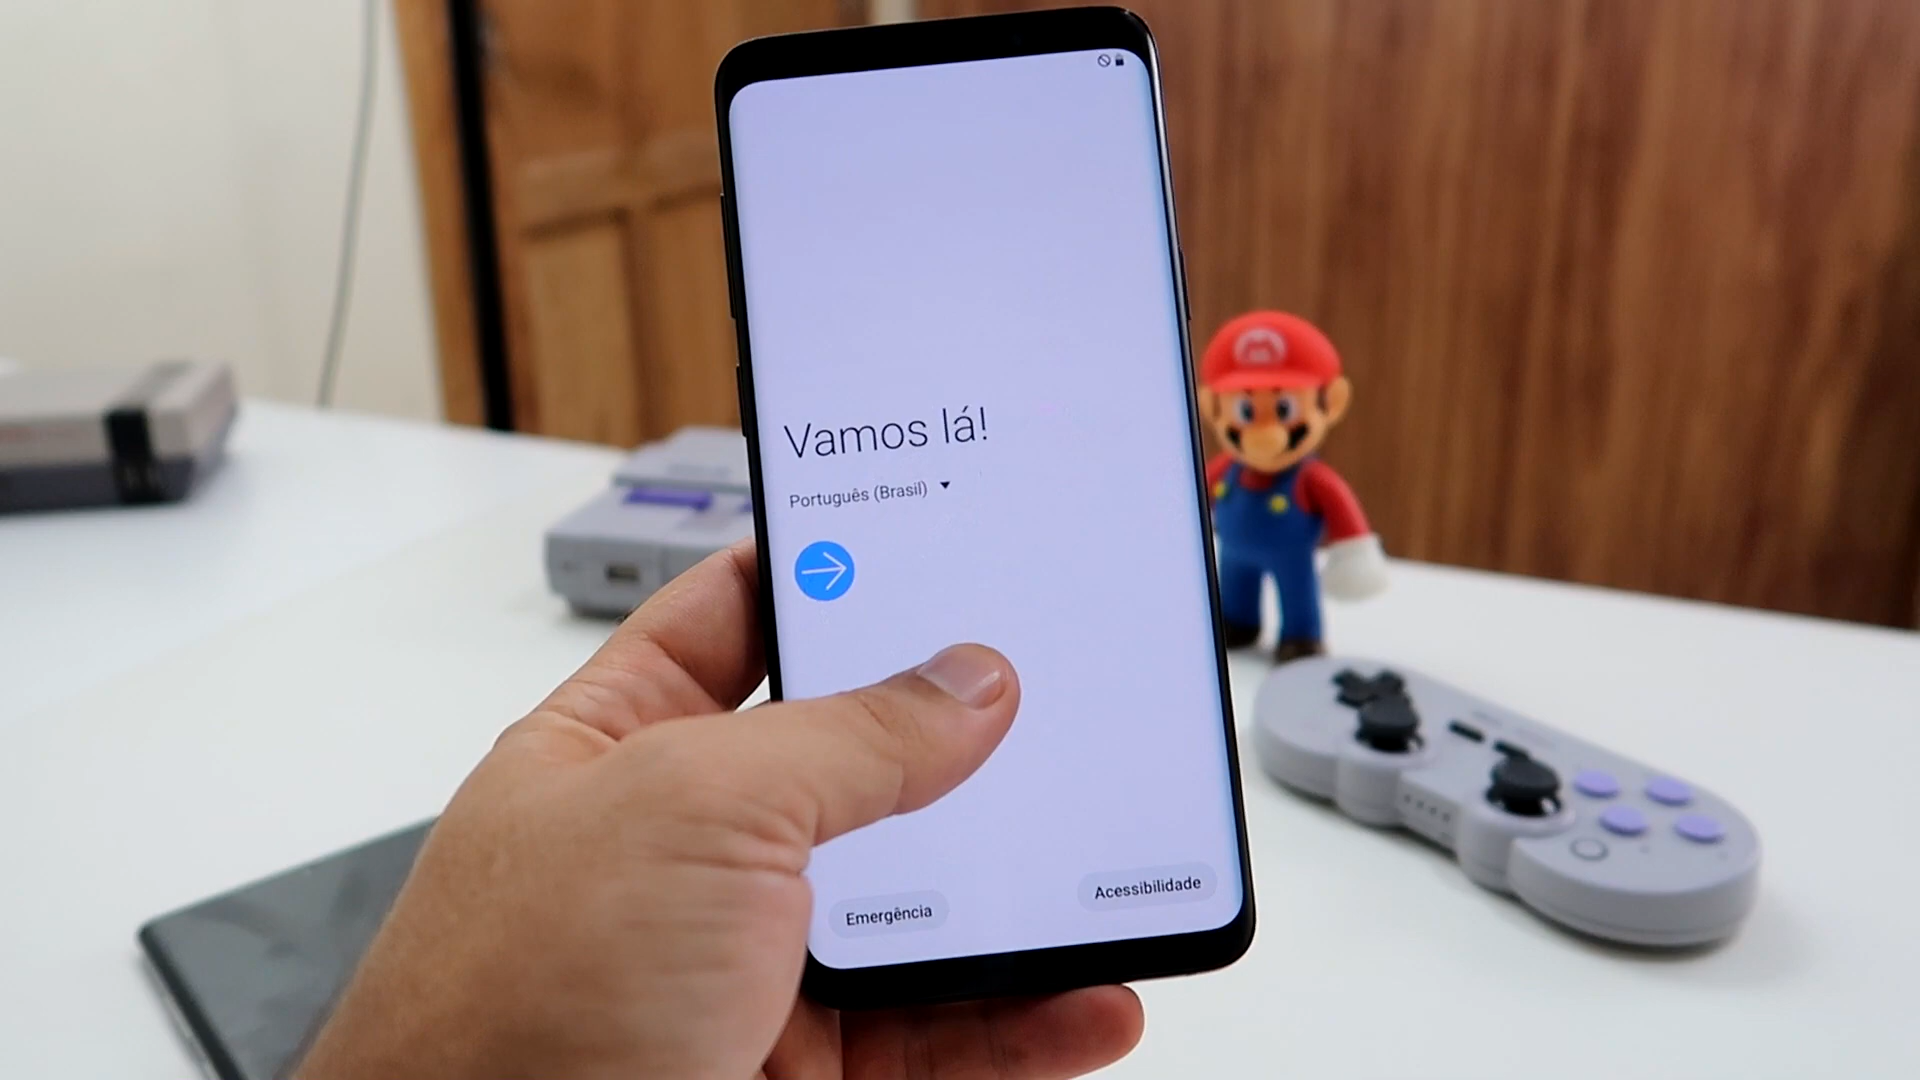 Vamos lá!
Português (Brasil)
Emergência
Acessibilidade